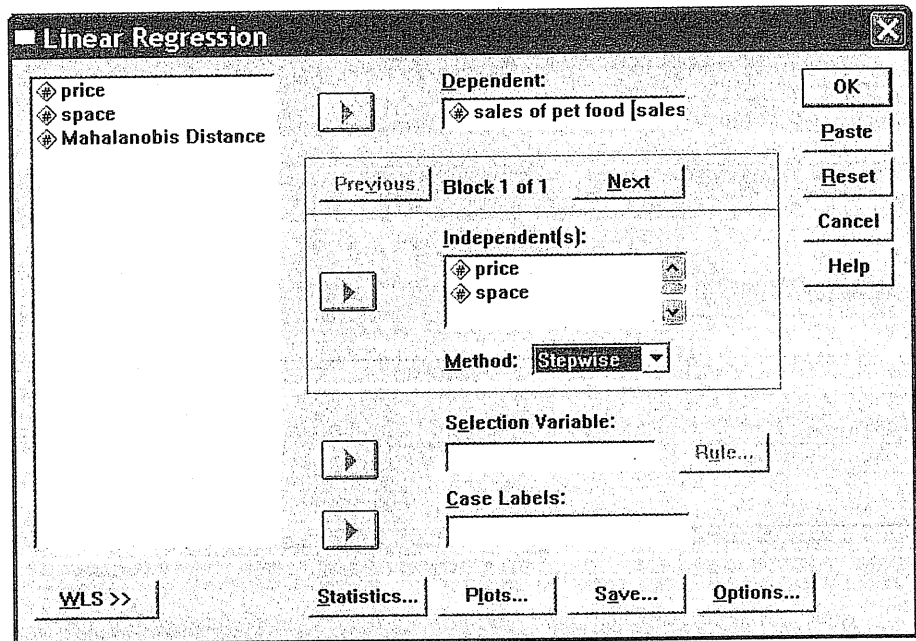 Linear Regression
price
space
Mahalanobis Distance
Dependent:
sales of pet food [sales
Previous
Block 1 of 1
Next
Independent(s):
price
space
Method:
Stepwise
Selection Variable:
Rule...
Case Labels:
OK
Paste
Reset
Cancel
Help
WLS >>
Statistics...
Plots...
Save...
Options...